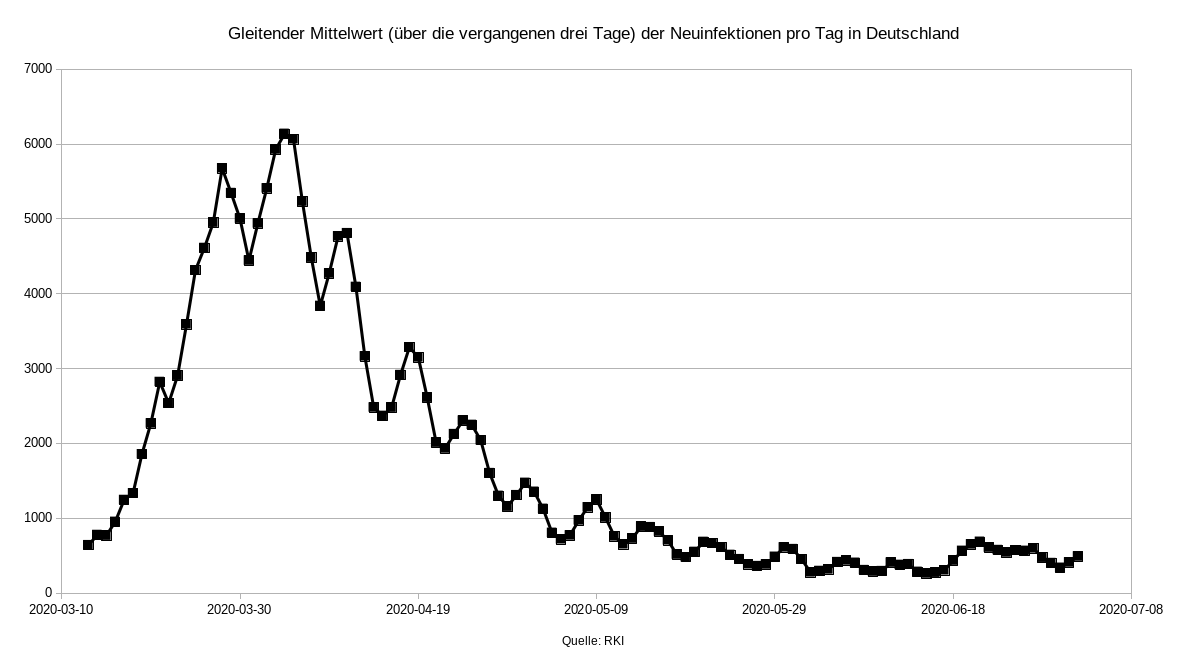 Gleitender Mittelwert (über die vergangenen drei Tage) der Neuinfektionen pro Tag in Deutschland
7000
6000
5000
4000
3000
2000
1000
0
2020-03-10 2020-03-30 2020-04-19 2020-05-09 2020-05-29 2020-06-18 2020-07-08
Quelle: RKI